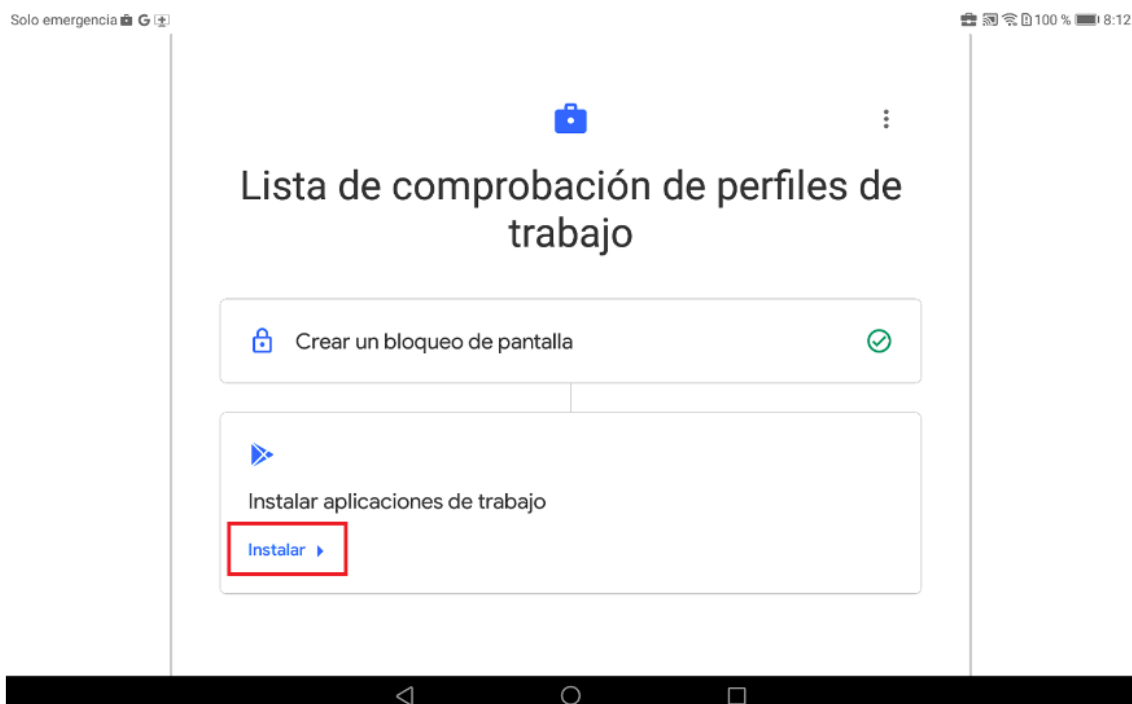 Solo emergencia G
100 % 8:12
Lista de comprobación de perfiles de
trabajo
Crear un bloqueo de pantalla
Instalar aplicaciones de trabajo
Instalar